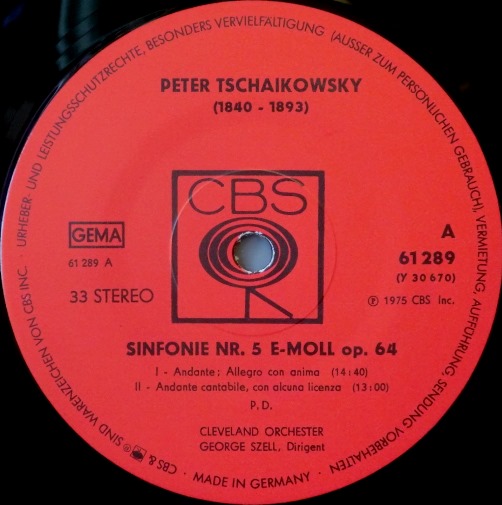 URHEBER- UND LEISTUNGSSCHUTZRECHTE, BESONDERS VERVIELFÄLTIGUNG (AUSSER ZUM PERSÖNLICHEN GEBRAUCH), VERMIETUNG, AUFFÜHRUNG, SENDUNG VORBEHALTEN
PETER TSCHAIKOWSKY
(1840 - 1893)
CBS
GEMA
A
61 289 A
61 289
(Y 30 670)
33 STEREO
℗ 1975 CBS Inc.
SINFONIE NR. 5 E-MOLL op. 64
I - Andante; Allegro con anima (14:40)
II - Andante cantabile, con alcuna licenza (13:00)
P. D.
CLEVELAND ORCHESTER
GEORGE SZELL, Dirigent
CBS & SIND WARENZEICHEN VON CBS INC. · MADE IN GERMANY ·